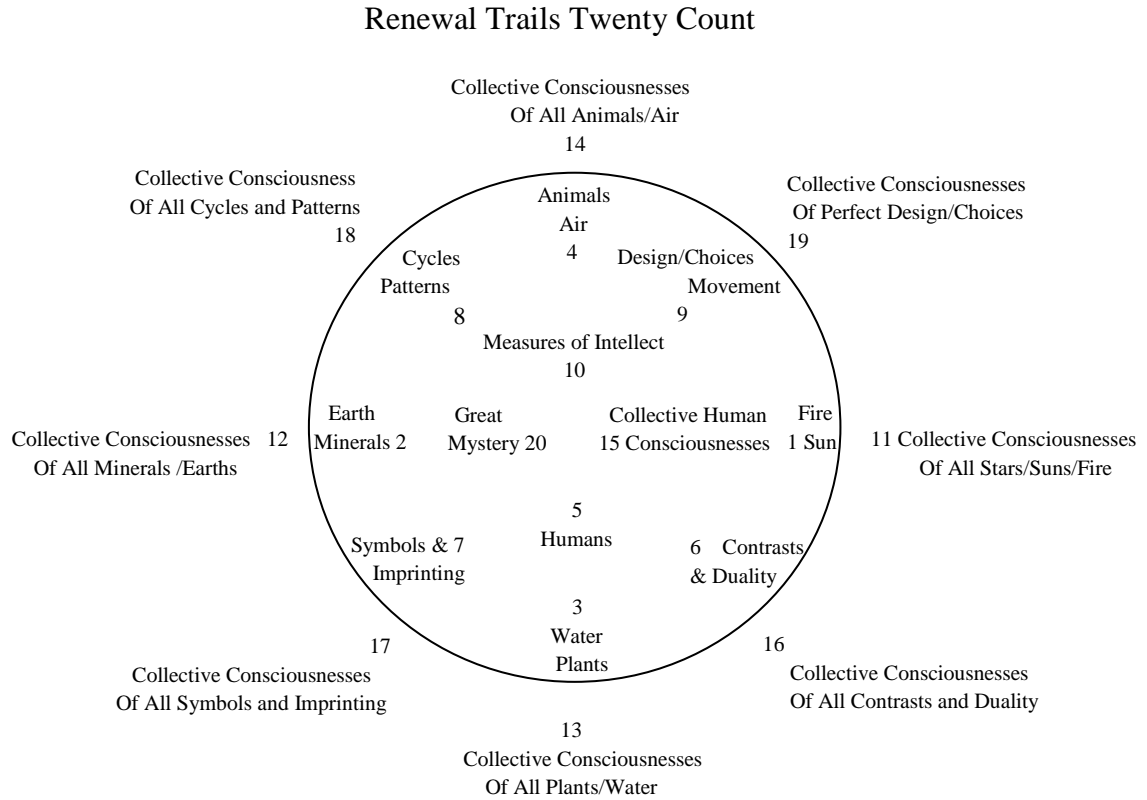 Renewal Trails Twenty Count
Collective Consciousnesses
Of All Animals/Air
14
Collective Consciousness
Of All Cycles and Patterns
18
Collective Consciousnesses
Of Perfect Design/Choices
19
Animals
Air
4
Cycles
Patterns
8
Design/Choices
Movement
9
Measures of Intellect
10
Collective Consciousnesses 12
Of All Minerals /Earths
Earth
Minerals 2
Great
Mystery 20
Collective Human
15 Consciousnesses
Fire
1 Sun
11 Collective Consciousnesses
Of All Stars/Suns/Fire
5
Humans
Symbols & 7
Imprinting
6 Contrasts
& Duality
3
Water
Plants
17
Collective Consciousnesses
Of All Symbols and Imprinting
16
Collective Consciousnesses
Of All Contrasts and Duality
13
Collective Consciousnesses
Of All Plants/Water